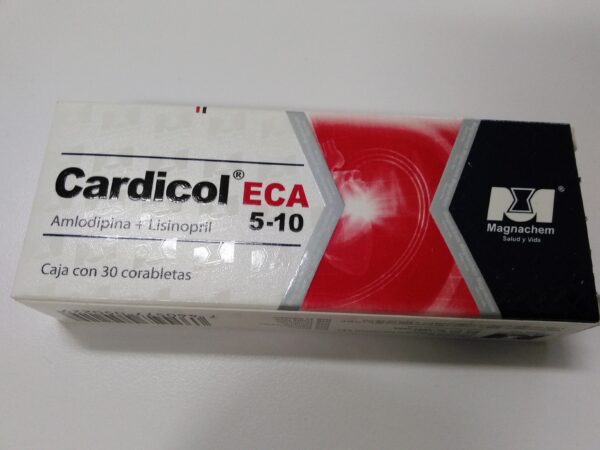 Cardicol® ECA
5-10
Amlodipina + Lisinopril
Caja con 30 corabletas
Magnachem ®
Salud y Vida